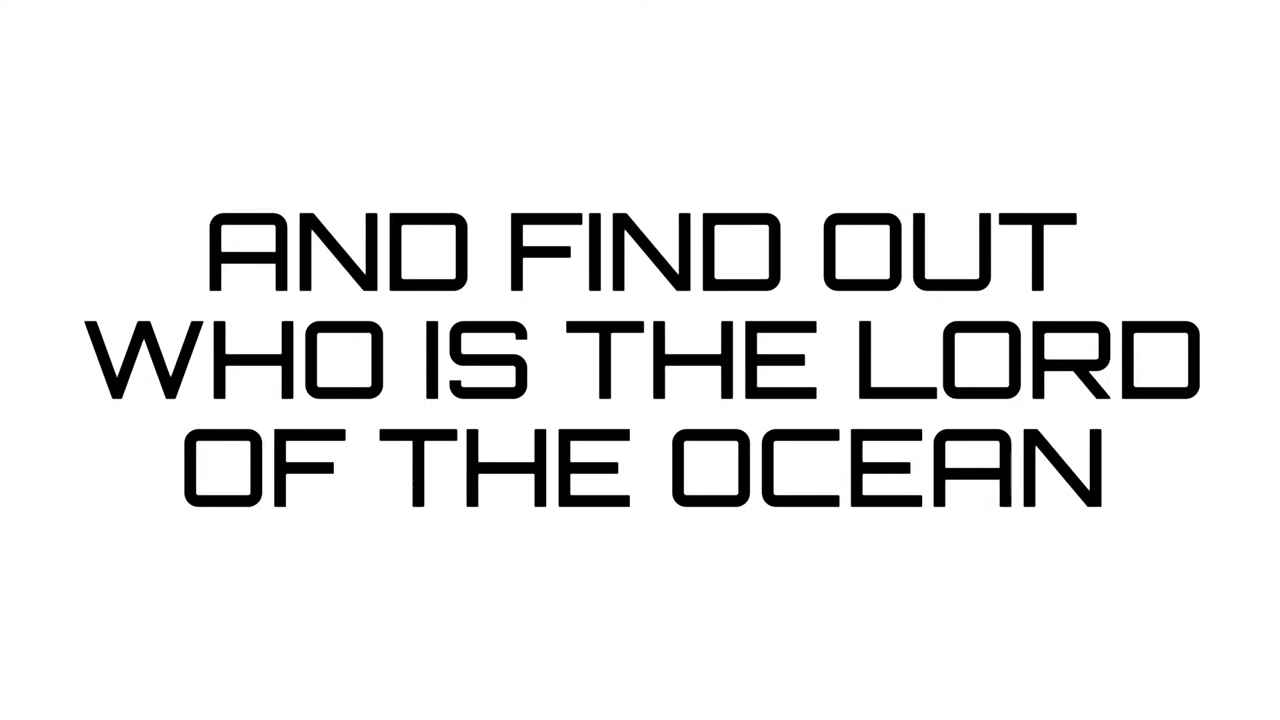 AND FIND OUT
WHO IS THE LORD
OF THE OCEAN